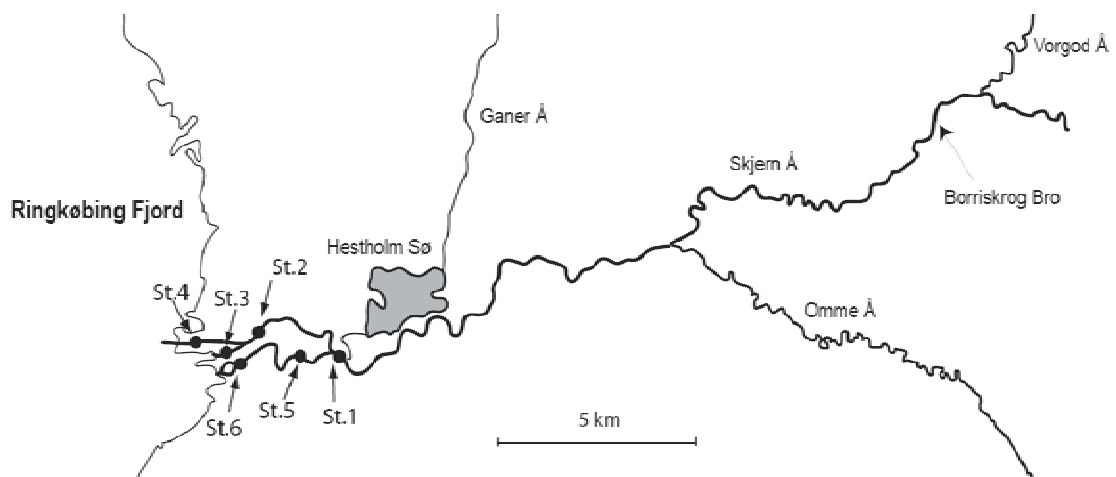 Vorgod Å
Ganer Å
Skjern Å
Borriskrog Bro
Ringkøbing Fjord
Hestholm Sø
St.2
St.4
St.3
Omme Å
St.5
St.1
St.6
5 km